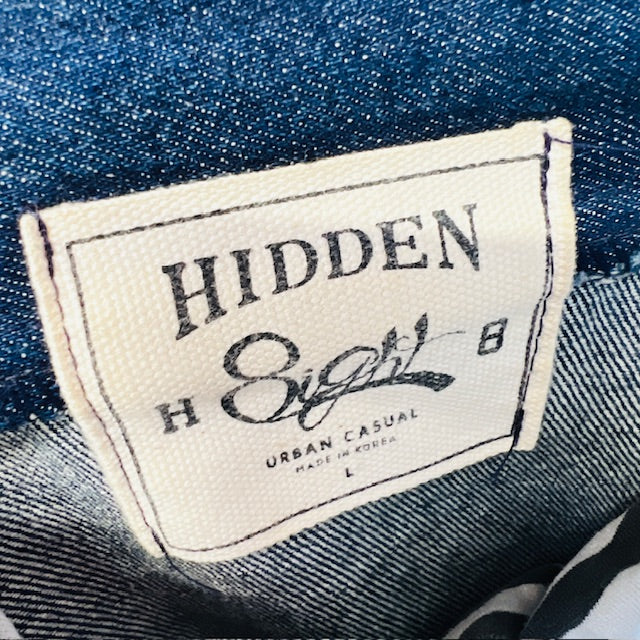 HIDDEN
H 8ight 8
URBAN CASUAL
MADE IN KOREA
L